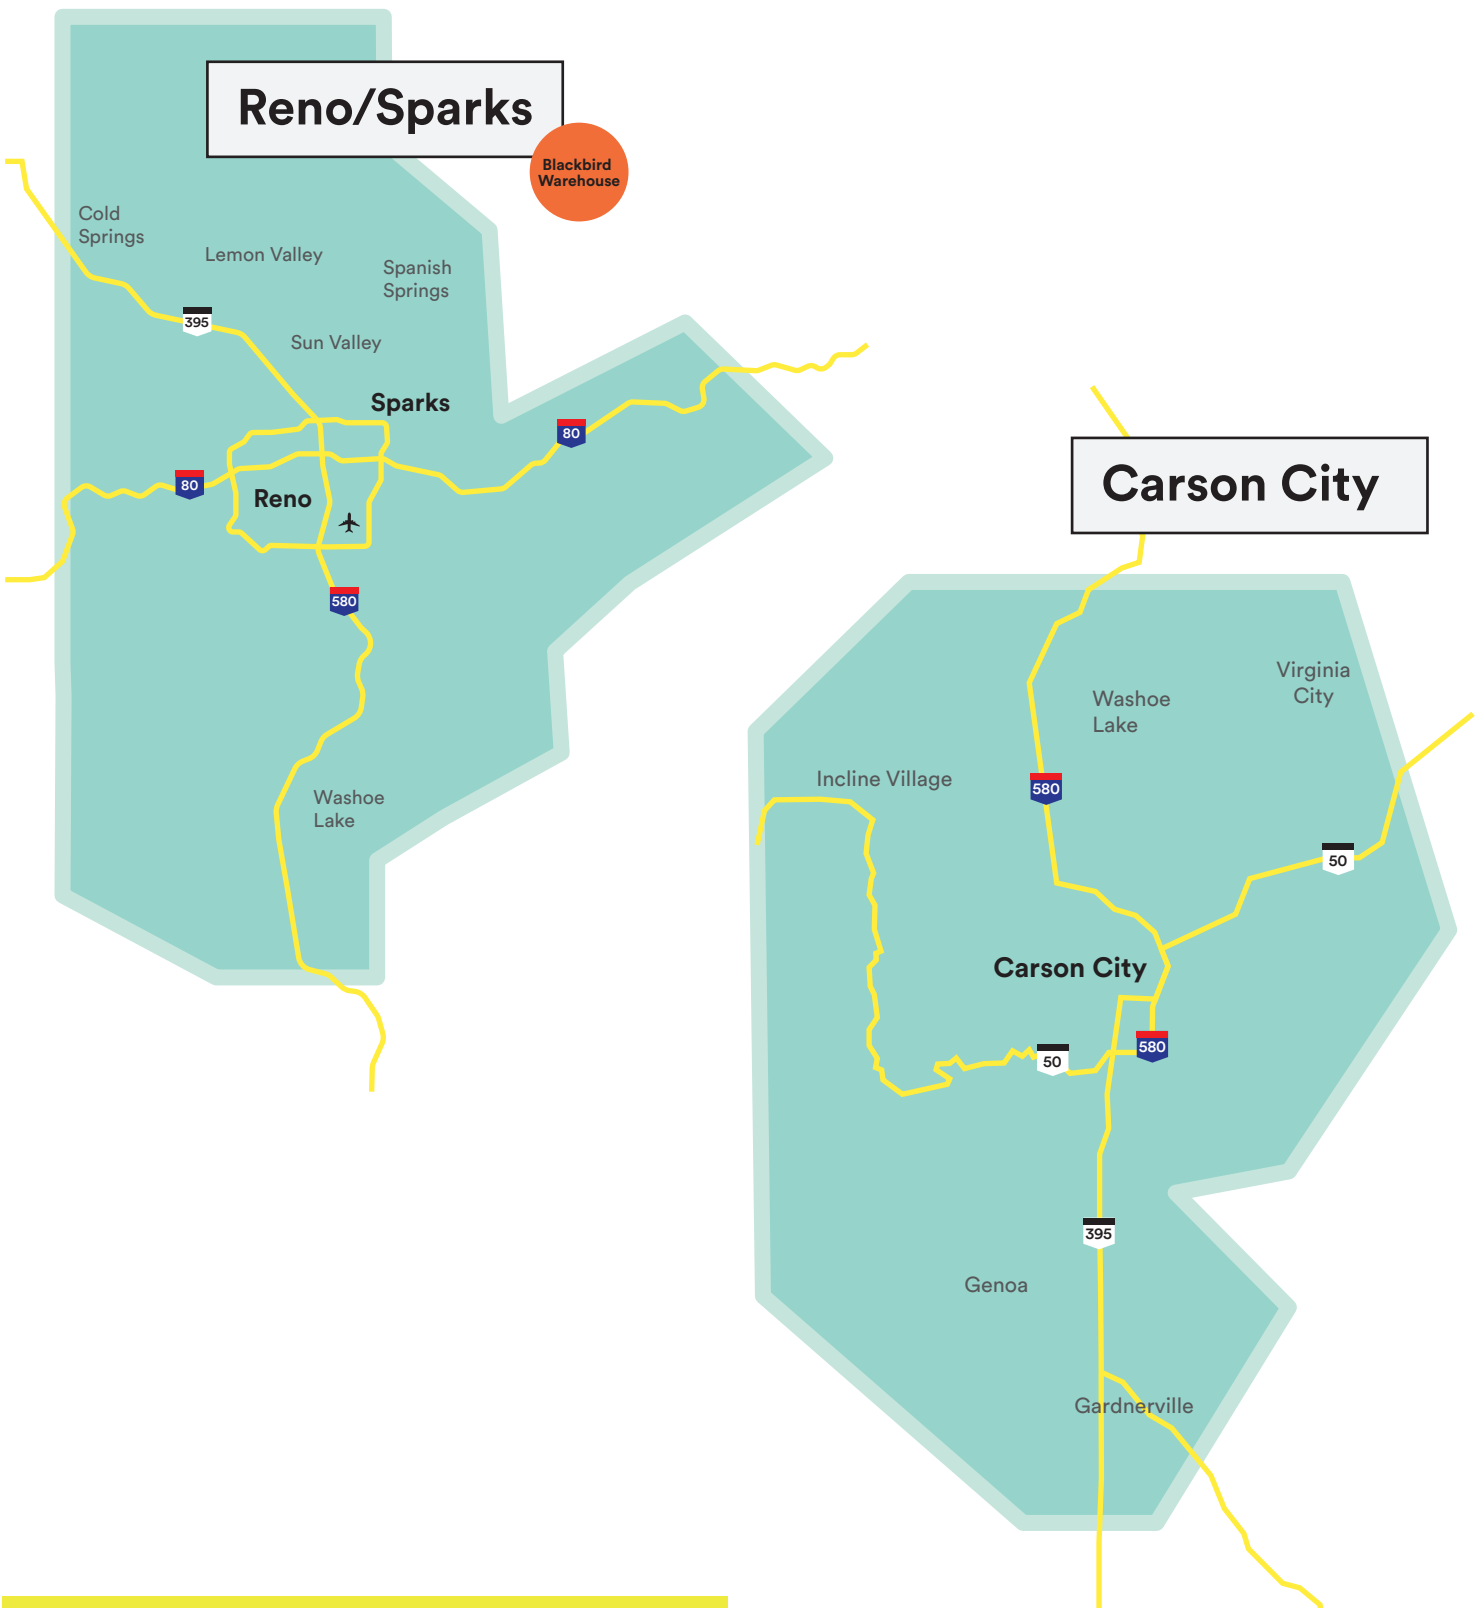 Reno/Sparks
Blackbird
Warehouse
Cold
Springs
Lemon Valley
Spanish
Springs
395
Sun Valley
Sparks
80
80
Reno
580
Washoe
Lake
Carson City
Virginia
City
Washoe
Lake
Incline Village
580
50
Carson City
580
50
395
Genoa
Gardnerville